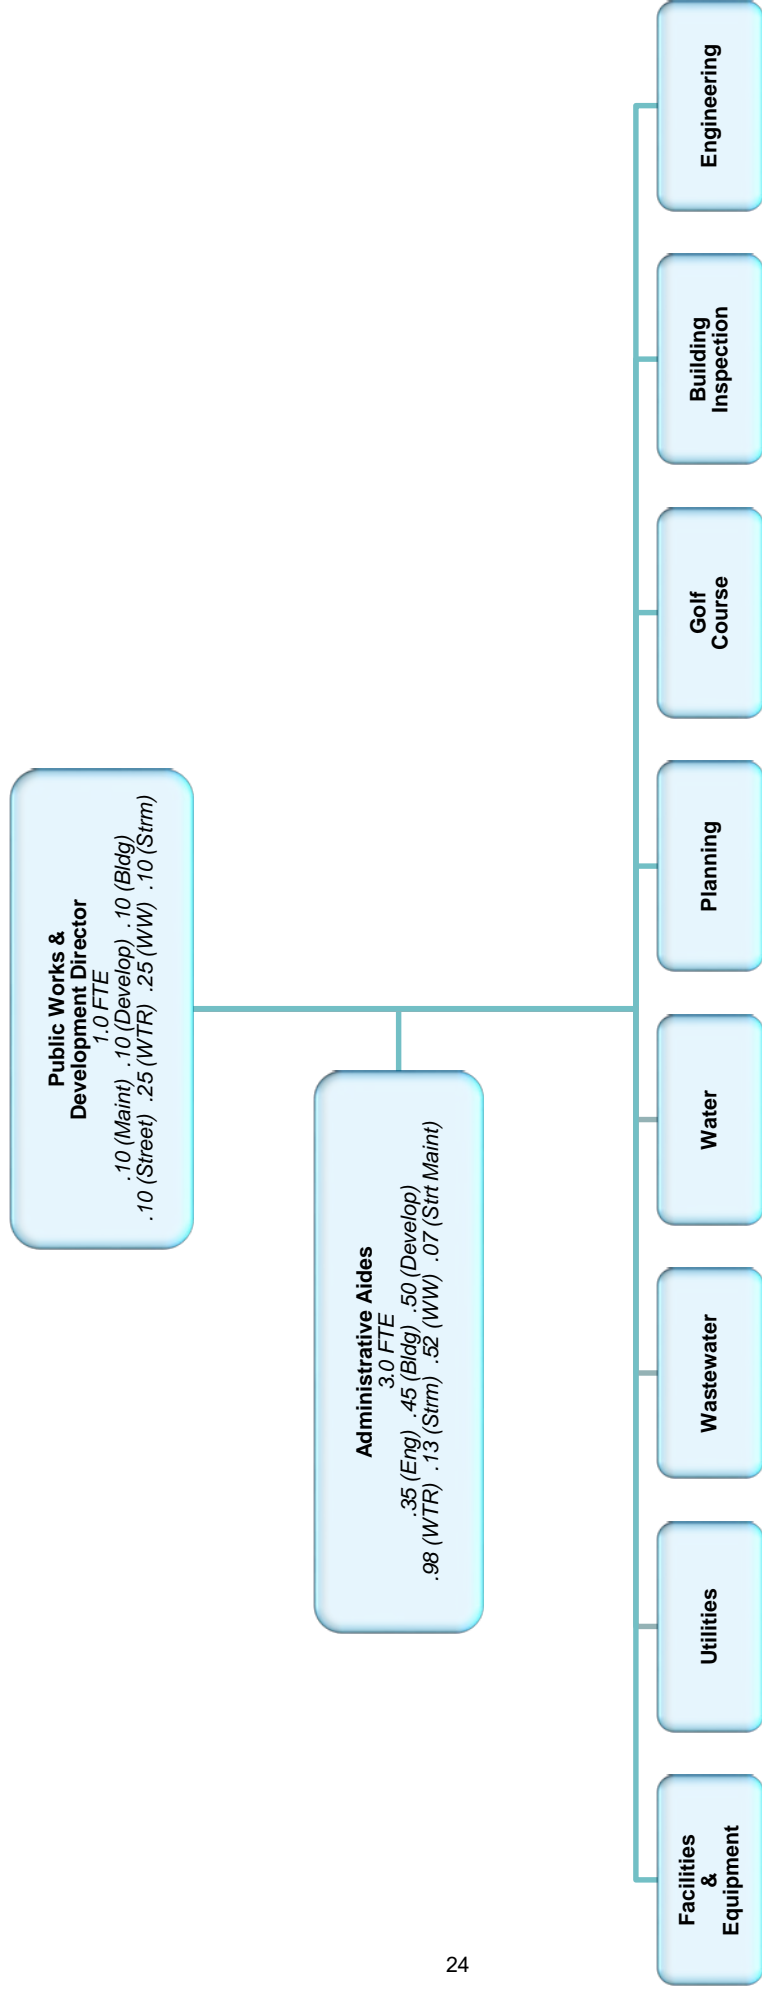 Public Works &
Development Director
1.0 FTE
.10 (Maint) .10 (Develop) .10 (Bldg)
.10 (Street) .25 (WTR) .25 (WW) .10 (Strm)
Administrative Aides
3.0 FTE
.35 (Eng) .45 (Bldg) .50 (Develop)
.98 (WTR) .13 (Strm) .52 (WW) .07 (Strt Maint)
Facilities
&
Equipment
Utilities
Wastewater
Water
Planning
Golf
Course
Building
Inspection
Engineering
24